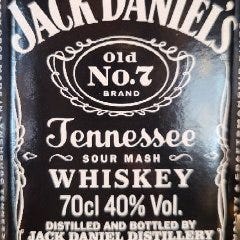 JACK DANIEL'S
Old
No.7
BRAND
Tennessee
SOUR MASH
WHISKEY
70cl 40% Vol.
DISTILLED AND BOTTLED BY
JACK DANIEL DISTILLERY